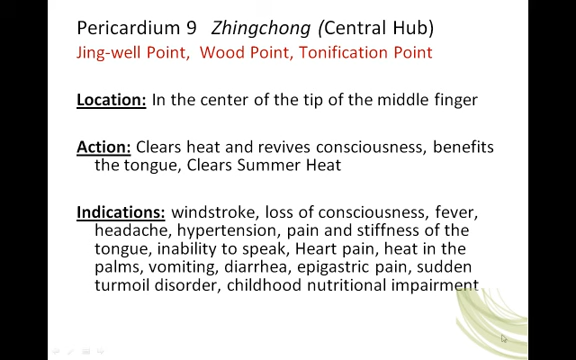 Pericardium 9 Zhingchong (Central Hub)
Jing-well Point, Wood Point, Tonification Point
Location: In the center of the tip of the middle finger
Action: Clears heat and revives consciousness, benefits
the tongue, Clears Summer Heat
Indications: windstroke, loss of consciousness, fever,
headache, hypertension, pain and stiffness of the
tongue, inability to speak, Heart pain, heat in the
palms, vomiting, diarrhea, epigastric pain, sudden
turmoil disorder, childhood nutritional impairment